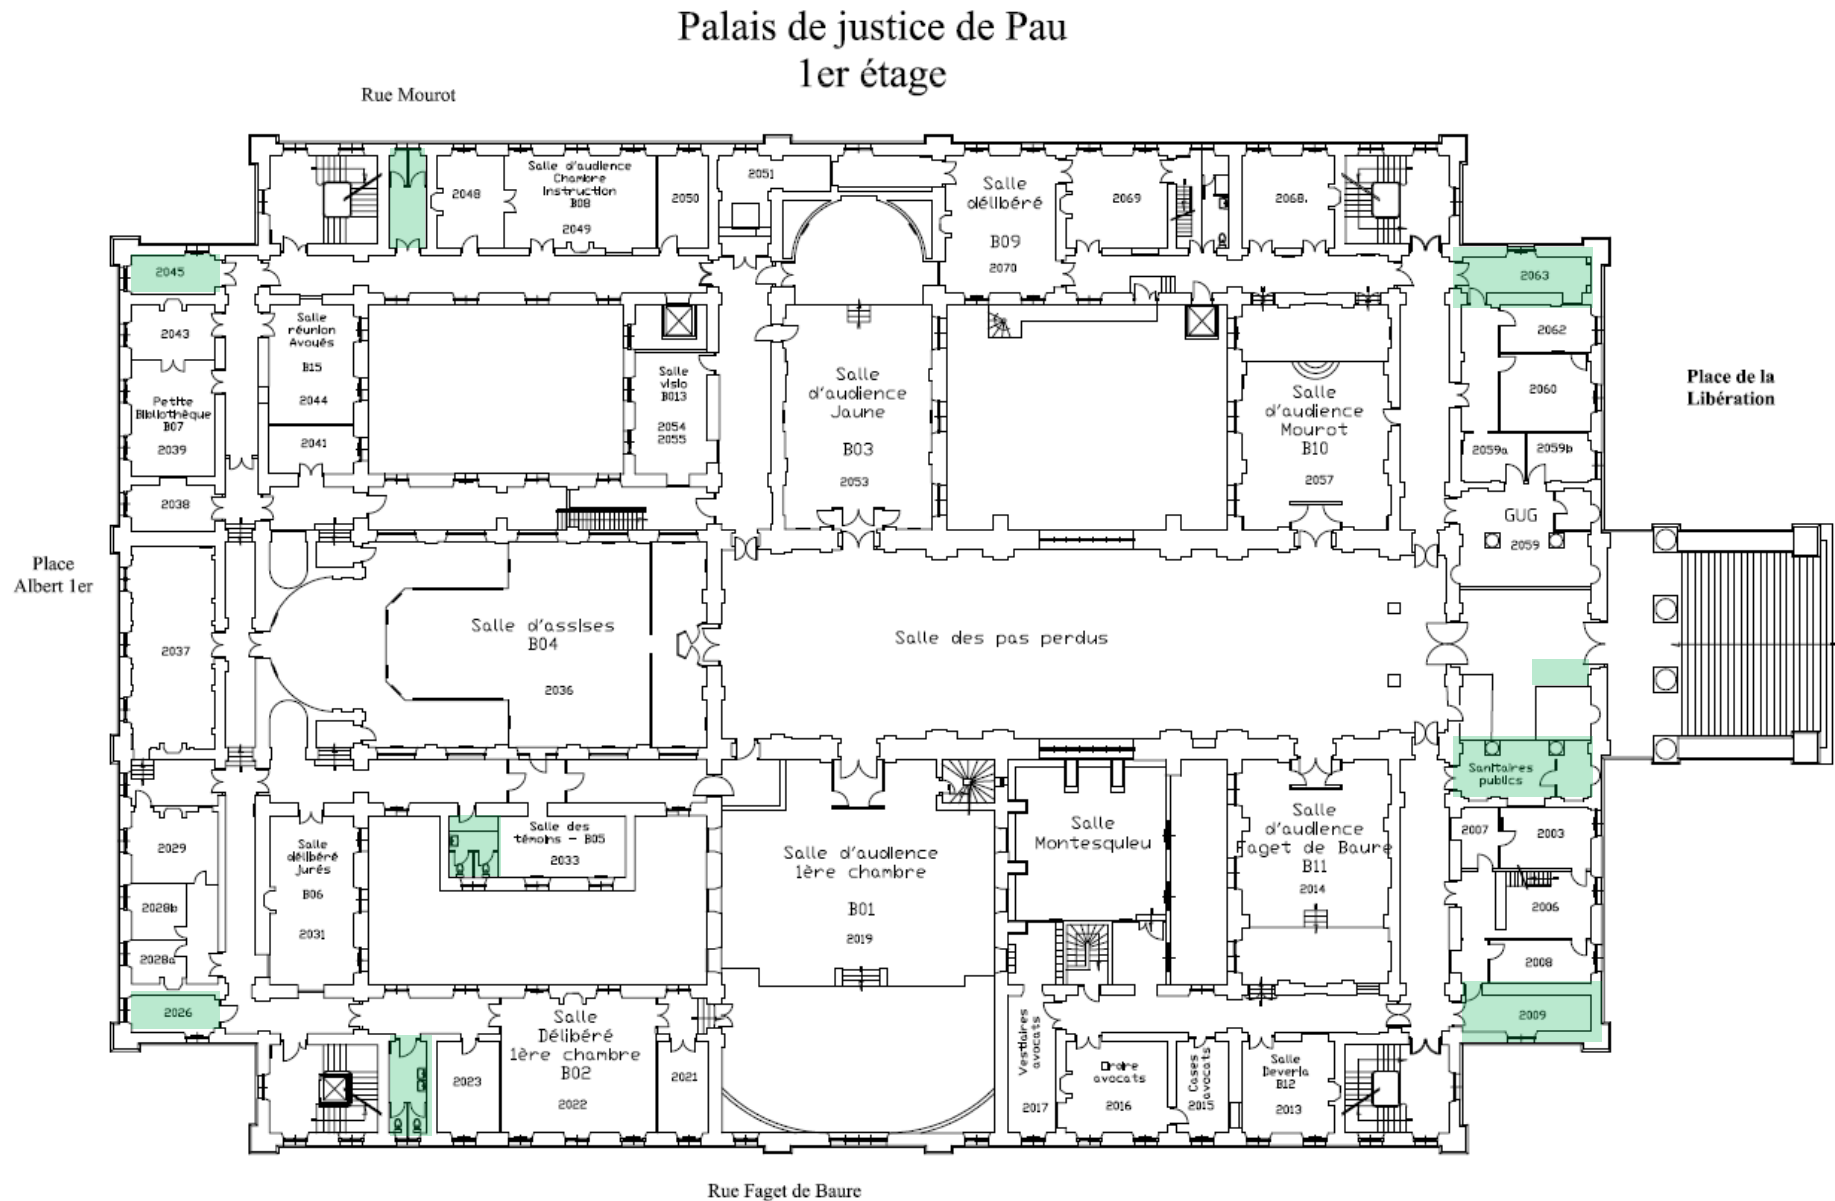 Palais de justice de Pau
1er étage
Rue Mourot
Salle d'audience
Chambre
Instruction
B08
2049
2048
2050
2051
Salle
délibéré
B09
2070
2069
2068.
2045
2063
2043
Salle
réunion
Avoués
B15
2044
2062
Petite
Bibliothèque
B07
2039
Salle
visio
B013
2054
2055
Salle
d'audience
Jaune
B03
2053
Salle
d'audience
Mourot
B10
2057
2060
Place de la
Libération
2041
2059a
2059b
2038
GUG
2059
Place
Albert 1er
2037
Salle d'assises
B04
2036
Salle des pas perdus
Sanitaires
publics
2029
Salle
délibéré
Jurés
B06
2031
Salle des
témoins - B05
2033
Salle d'audience
1ère chambre
B01
2019
Salle
Montesquieu
Salle
d'audience
Faget de Baure
B11
2014
2007
2003
2028b
2006
2028a
2008
2026
2009
Salle
Délibéré
1ère chambre
B02
2022
2023
2021
Vestiaires
avocats
2017
Ordre
avocats
2016
Cases
avocats
2015
Salle
Deverla
B12
2013
Rue Faget de Baure